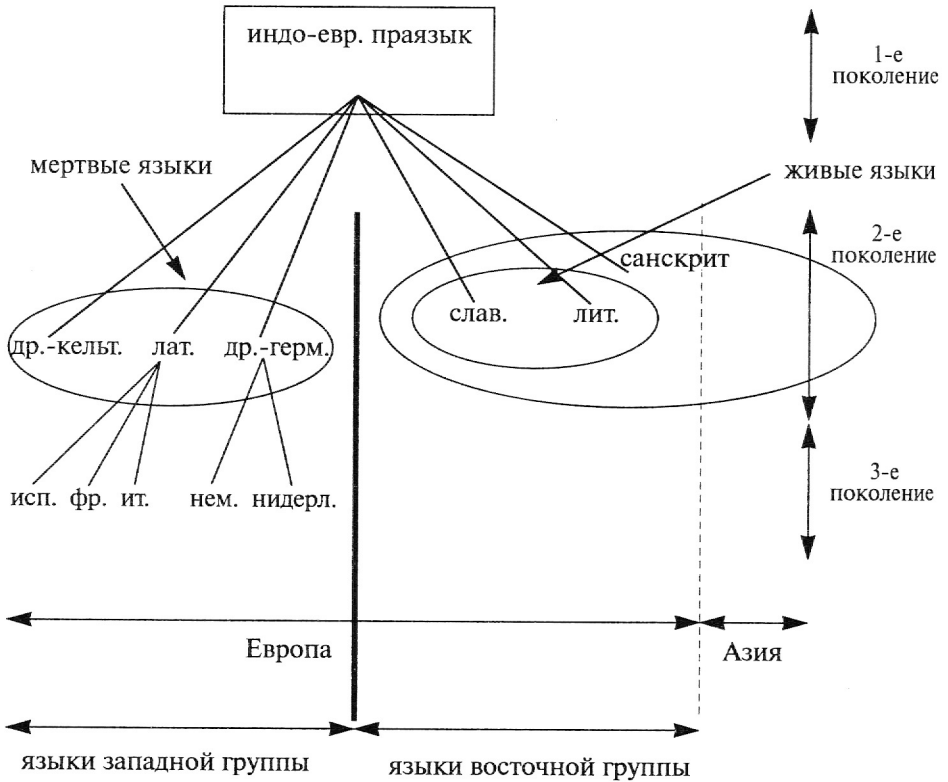 индо-евр. праязык
1-е
поколение
мертвые языки
живые языки
2-е
поколение
санскрит
слав. лит.
др.-кельт. лат. др.-герм.
3-е
поколение
исп. фр. ит. нем. нидерл.
Европа
Азия
языки западной группы
языки восточной группы